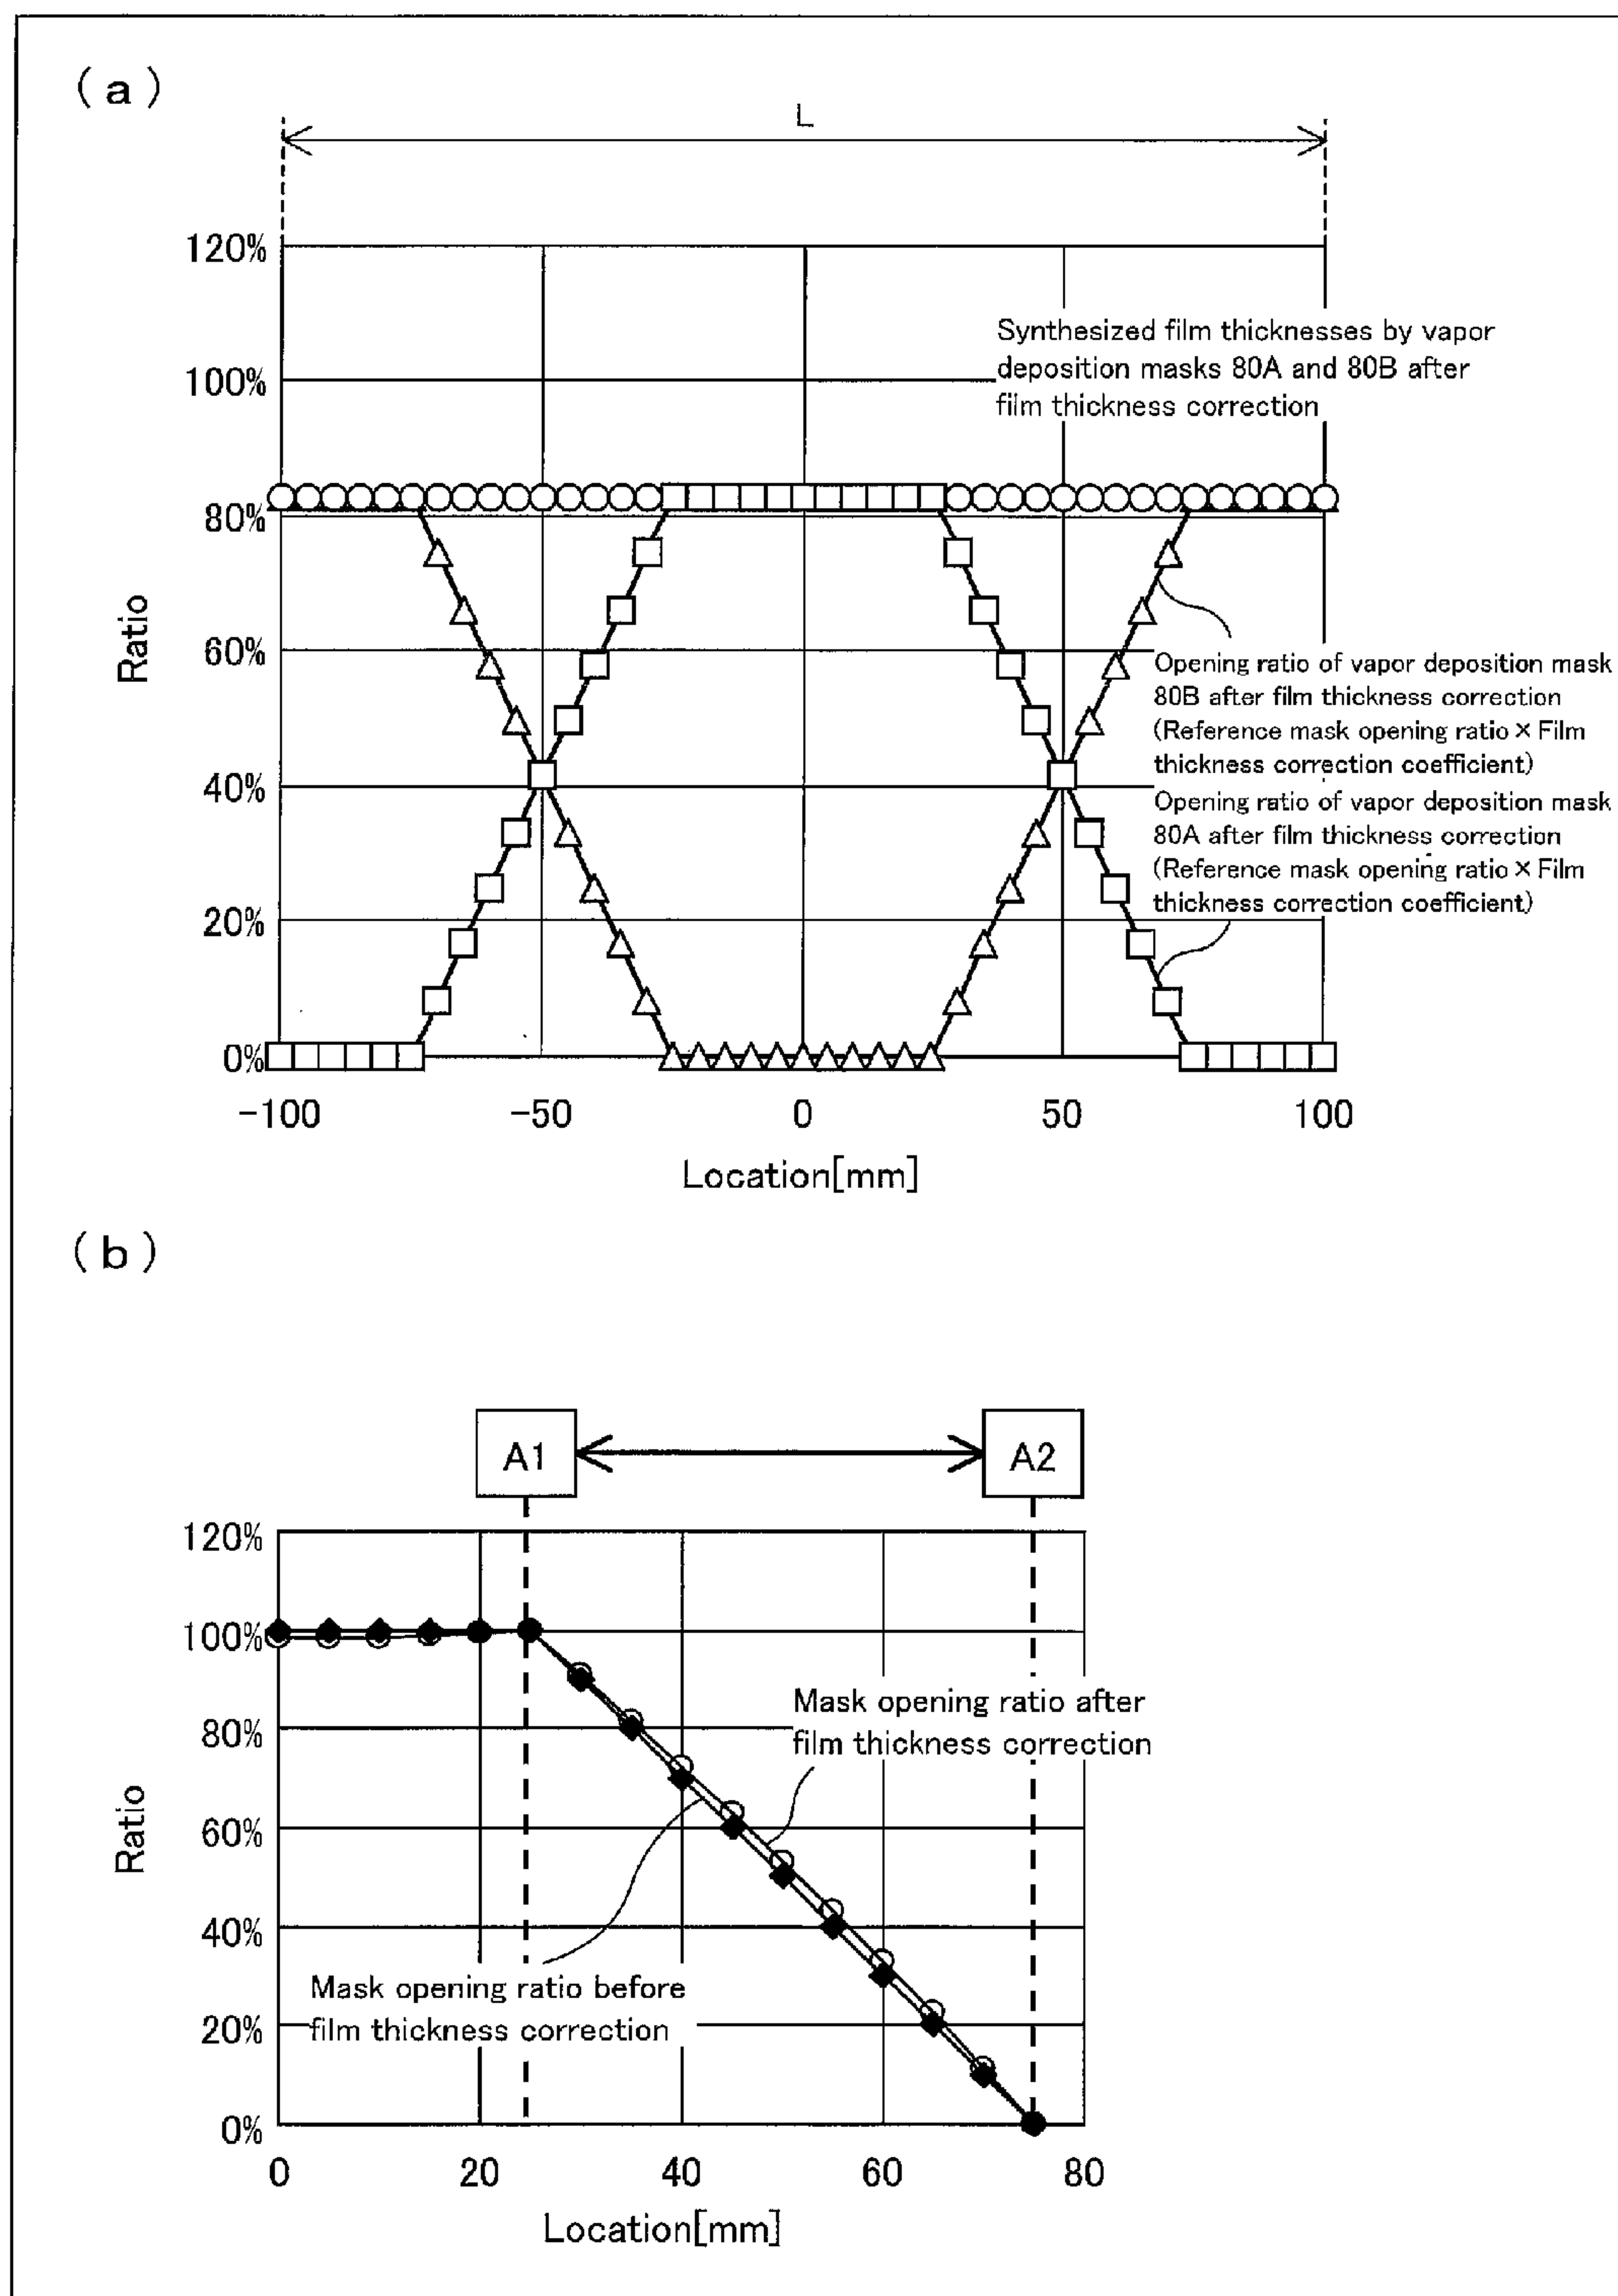 (a)
L
120%
100%
80%
60%
40%
20%
0%
Ratio
Synthesized film thicknesses by vapor
deposition masks 80A and 80B after
film thickness correction
Opening ratio of vapor deposition mask
80B after film thickness correction
(Reference mask opening ratio × Film
thickness correction coefficient)
Opening ratio of vapor deposition mask
80A after film thickness correction
(Reference mask opening ratio × Film
thickness correction coefficient)
-100 -50 0 50 100
Location[mm]
(b)
A1 A2
120%
100%
80%
60%
40%
20%
0%
Ratio
Mask opening ratio after
film thickness correction
Mask opening ratio before
film thickness correction
0 20 40 60 80
Location[mm]